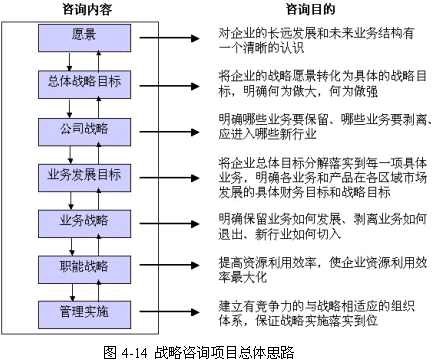 咨询内容 咨询目的
愿景
对企业的长远发展和未来业务结构有
一个清晰的认识
总体战略目标
将企业的战略愿景转化为具体的战略目
标，明确何为做大，何为做强
公司战略
明确哪些业务要保留、哪些业务要剥离、
应进入哪些新行业
业务发展目标
将企业总体目标分解落实到每一项具体
业务，明确各业务和产品在各区域市场
发展的具体财务目标和战略目标
业务战略
明确保留业务如何发展、剥离业务如何
退出、新行业如何切入
职能战略
提高资源利用效率，使企业资源利用效
率最大化
管理实施
建立有竞争力的与战略相适应的组织
体系，保证战略实施落实到位
图 4-14 战略咨询项目总体思路